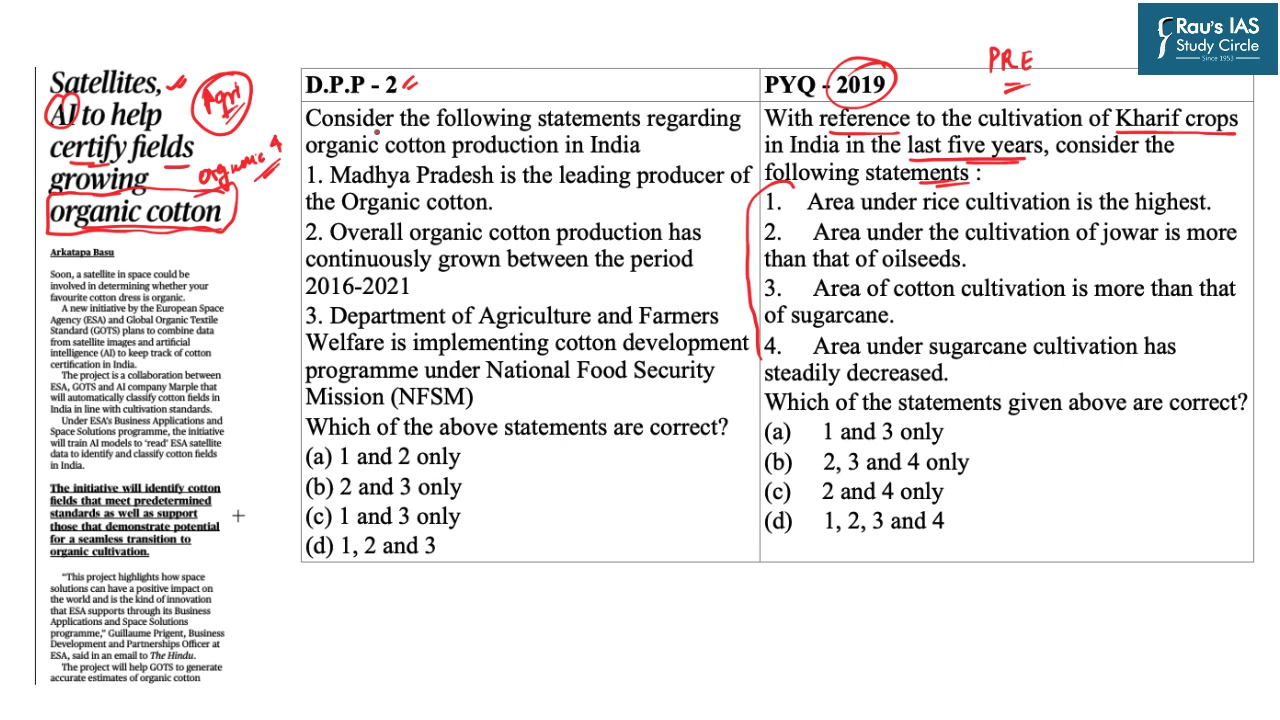 Rau's IAS
Study Circle
Since 1953
PRE
Satellites,
AI to help
certify fields
growing
organic cotton
Agri
organic
Arkatapa Basu
Soon, a satellite in space could be
involved in determining whether your
favourite cotton dress is organic.
A new initiative by the European Space
Agency (ESA) and Global Organic Textile
Standard (GOTS) plans to combine data
from satellite images and artificial
intelligence (AI) to keep track of cotton
certification in India.
The project is a collaboration between
ESA, GOTS and AI company Marple that
will automatically classify cotton fields in
India in line with cultivation standards.
Under ESA's Business Applications and
Space Solutions programme, the initiative
will train AI models to 'read' ESA satellite
data to identify and classify cotton fields
in India.
The initiative will identify cotton
fields that meet predetermined
standards as well as support
those that demonstrate potential
for a seamless transition to
organic cultivation.
"This project highlights how space
solutions can have a positive impact on
the world and is the kind of innovation
that ESA supports through its Business
Applications and Space Solutions
programme," Guillaume Prigent, Business
Development and Partnerships Officer at
ESA, said in an email to The Hindu.
The project will help GOTS to generate
accurate estimates of organic cotton
D.P.P - 2
Consider the following statements regarding
organic cotton production in India
1. Madhya Pradesh is the leading producer of
the Organic cotton.
2. Overall organic cotton production has
continuously grown between the period
2016-2021
3. Department of Agriculture and Farmers
Welfare is implementing cotton development
programme under National Food Security
Mission (NFSM)
Which of the above statements are correct?
(a) 1 and 2 only
(b) 2 and 3 only
(c) 1 and 3 only
(d) 1, 2 and 3
PYQ - 2019
With reference to the cultivation of Kharif crops
in India in the last five years, consider the
following statements :
1. Area under rice cultivation is the highest.
2. Area under the cultivation of jowar is more
than that of oilseeds.
3. Area of cotton cultivation is more than that
of sugarcane.
4. Area under sugarcane cultivation has
steadily decreased.
Which of the statements given above are correct?
(a) 1 and 3 only
(b) 2, 3 and 4 only
(c) 2 and 4 only
(d) 1, 2, 3 and 4